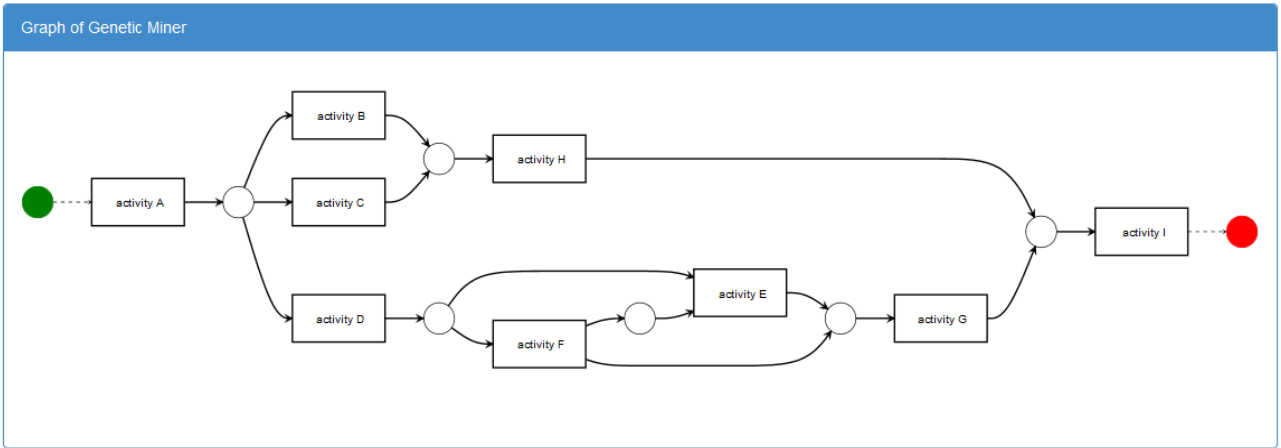 Graph of Genetic Miner
activity A
activity B
activity C
activity D
activity H
activity F
activity E
activity G
activity I